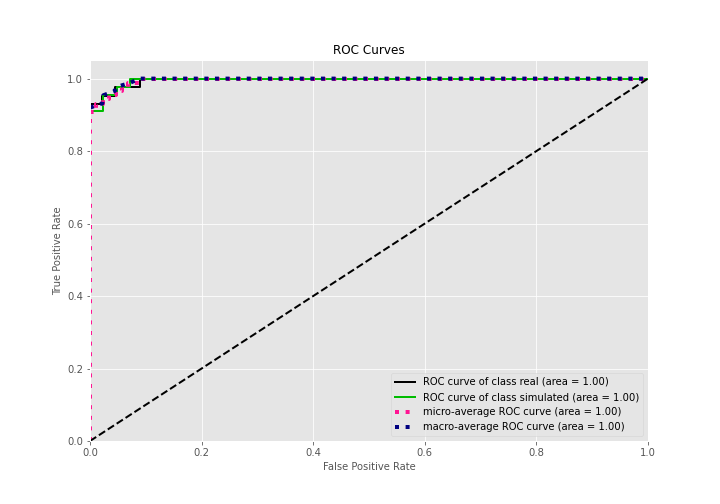 ROC Curves
True Positive Rate
1.0
0.8
0.6
0.4
0.2
0.0
0.0 0.2 0.4 0.6 0.8 1.0
False Positive Rate
ROC curve of class real (area = 1.00)
ROC curve of class simulated (area = 1.00)
micro-average ROC curve (area = 1.00)
macro-average ROC curve (area = 1.00)